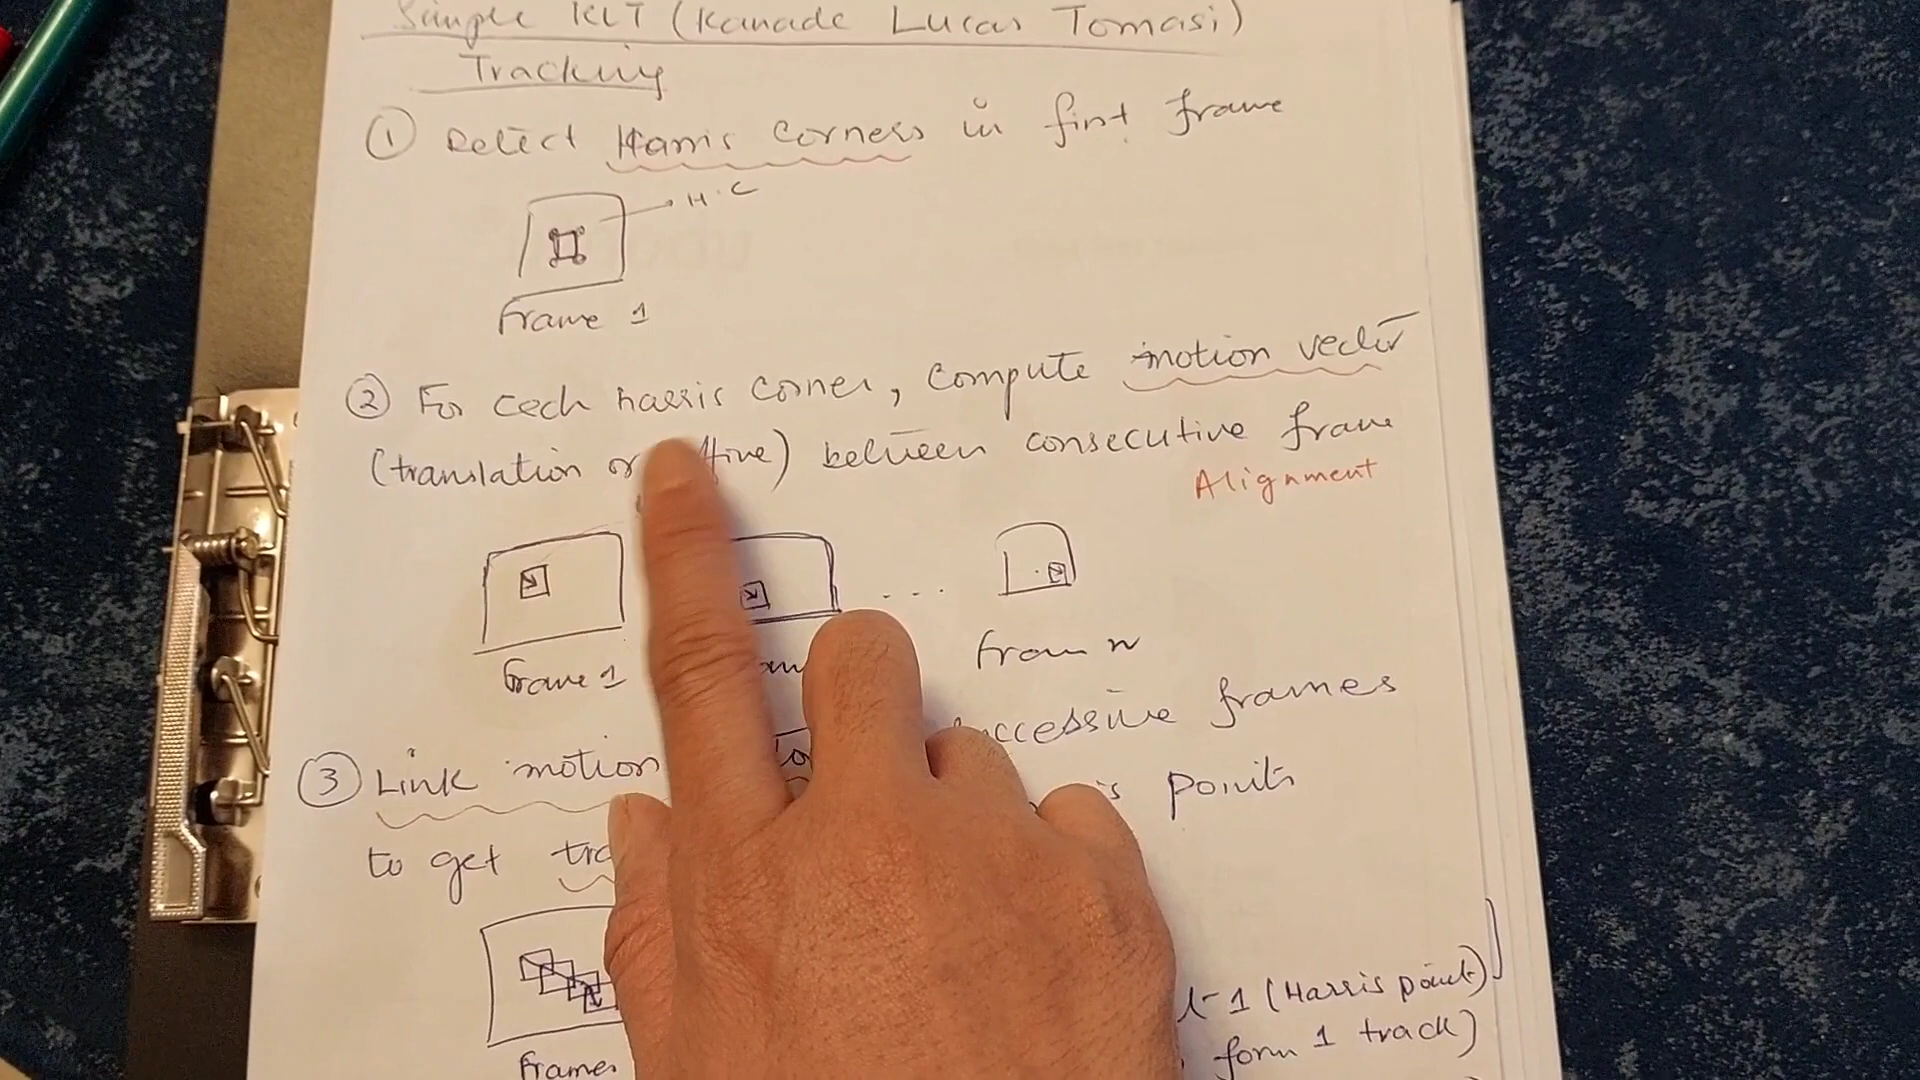 Simple KLT (Kanade Lucas Tomasi)
Tracking
① Detect Harris Corners in first frame
H.C
Frame 1
② For each harris corner, compute motion vector
(translation or) between consecutive frame
Alignment
Frame 1
...
Fram n
③ Link motion successive frames
points
to get
t-1 (Harris point)
form 1 track)
Frames